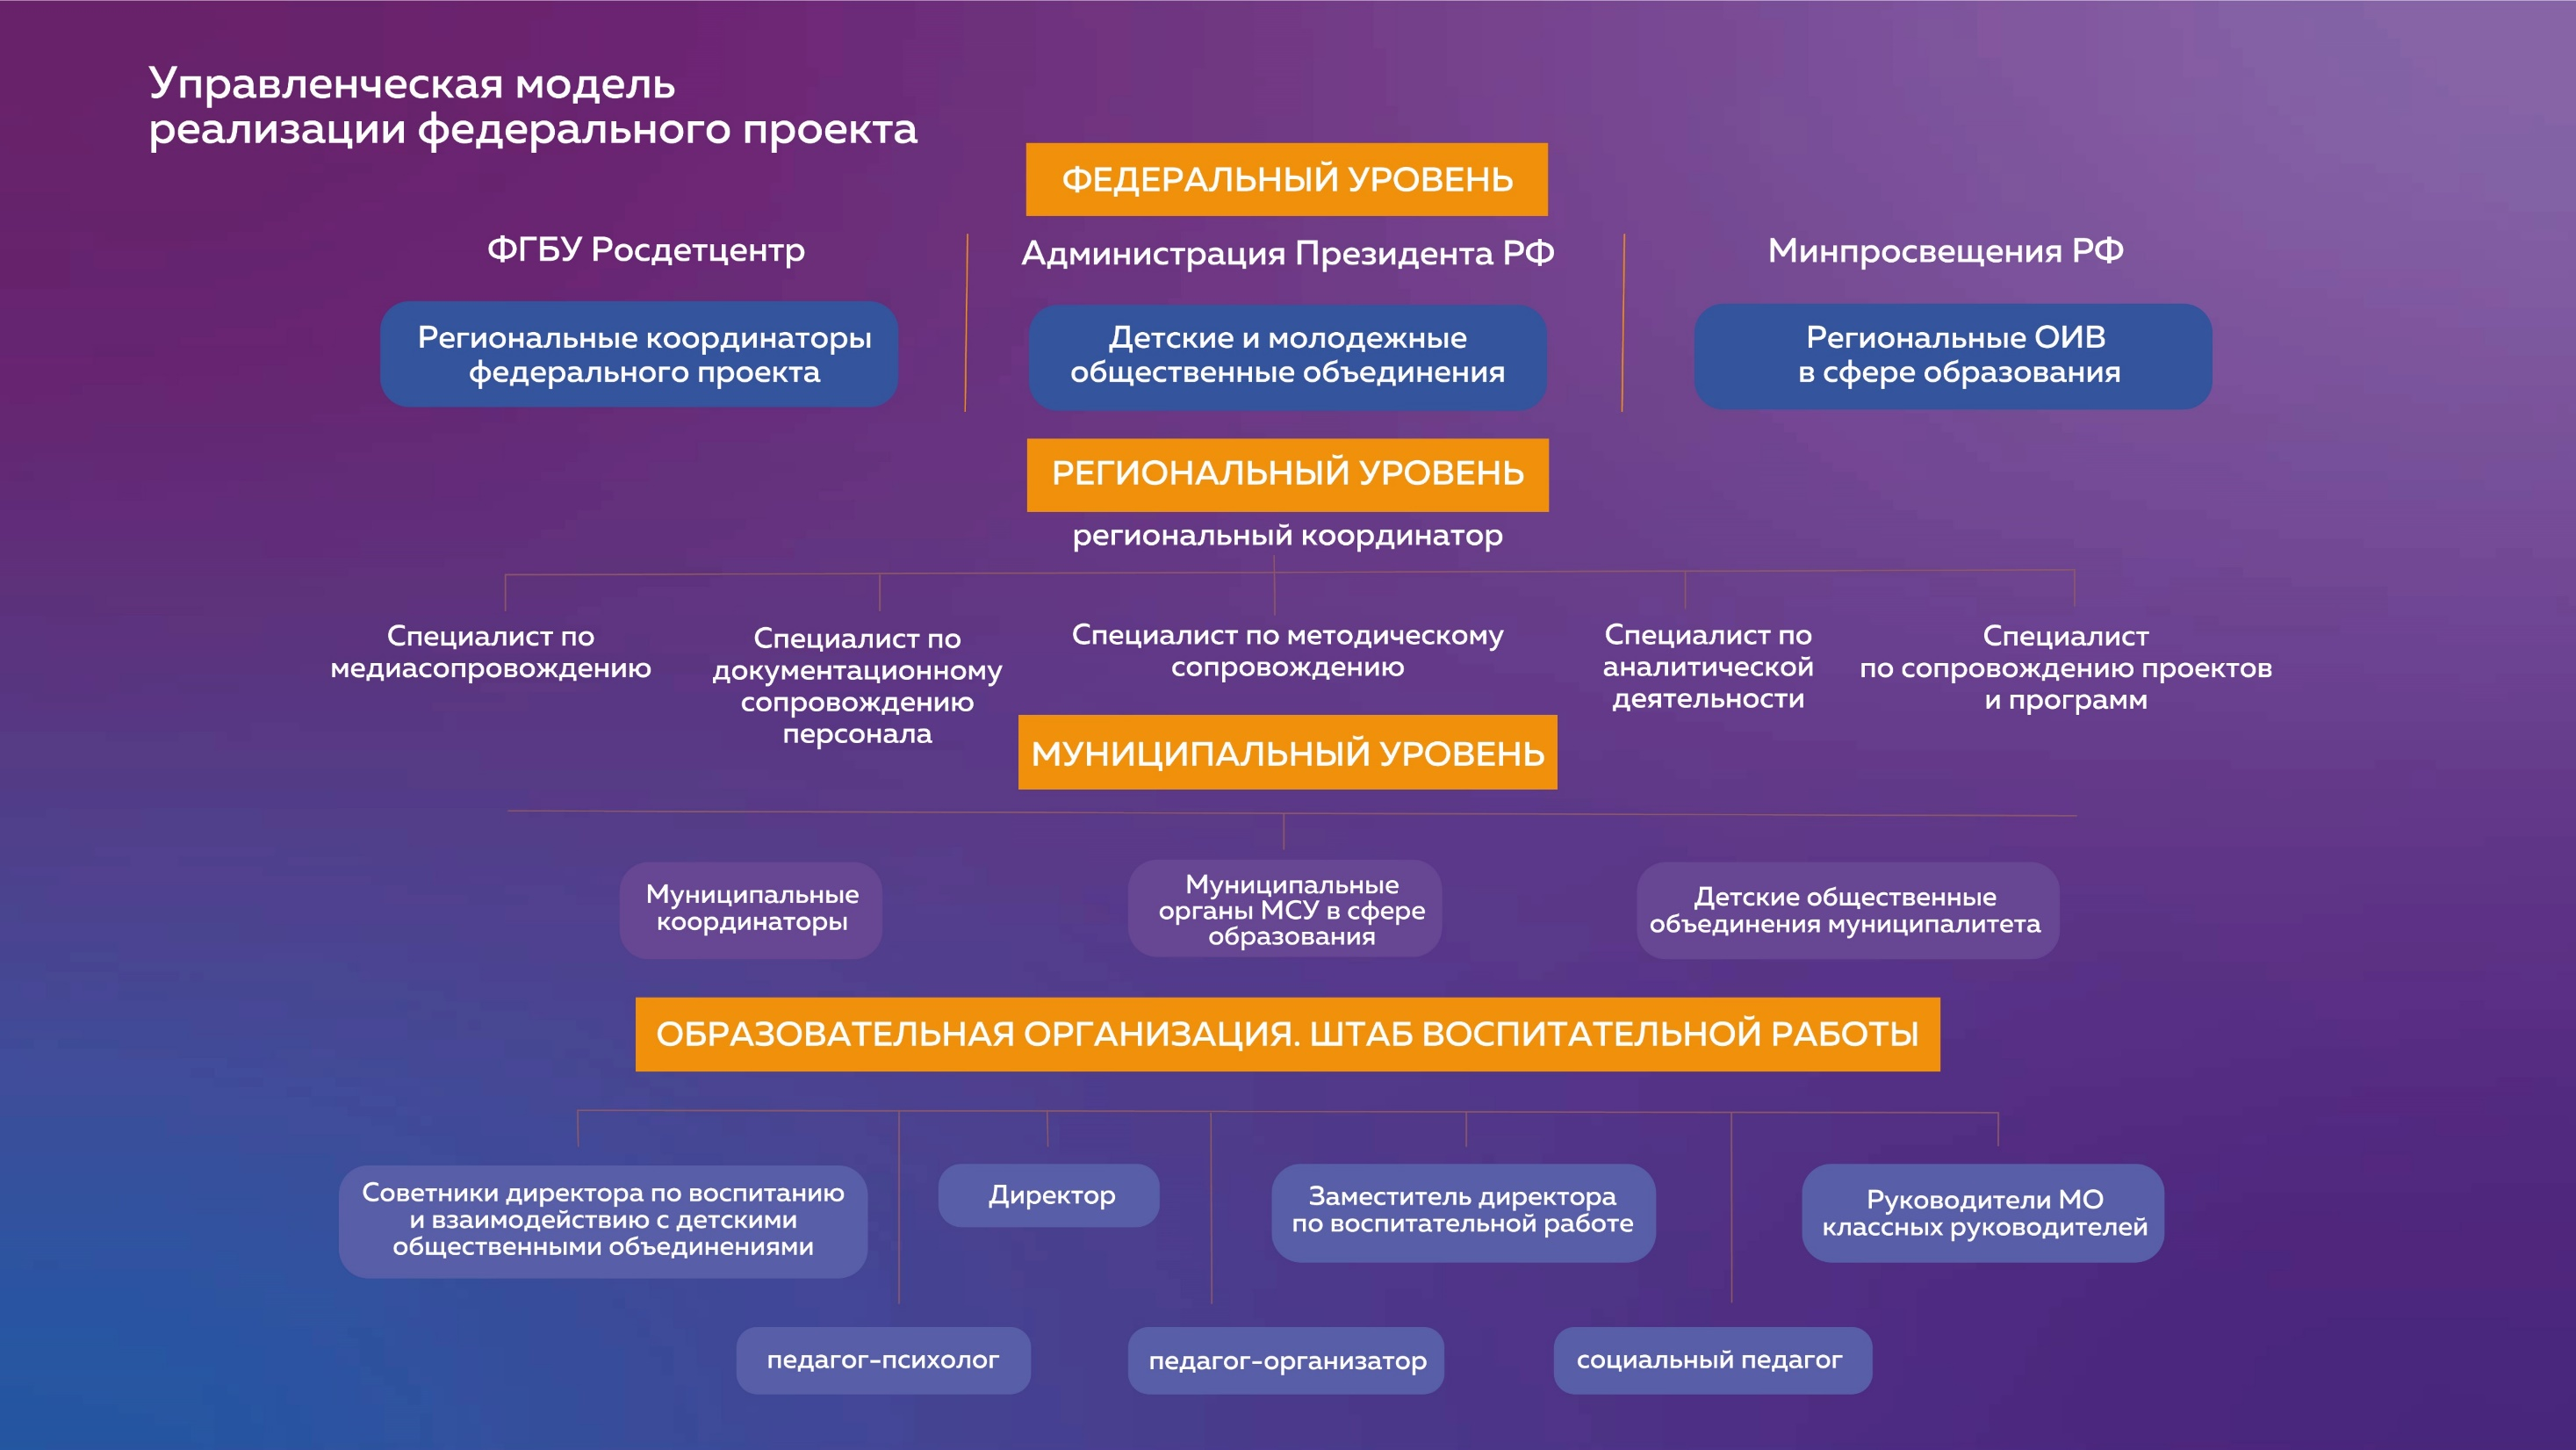 Управленческая модель
реализации федерального проекта
ФЕДЕРАЛЬНЫЙ УРОВЕНЬ
ФГБУ Росдетцентр
Администрация Президента РФ
Минпросвещения РФ
Региональные координаторы
федерального проекта
Детские и молодежные
общественные объединения
Региональные ОИВ
в сфере образования
РЕГИОНАЛЬНЫЙ УРОВЕНЬ
региональный координатор
Специалист по
медиасопровождению
Специалист по
документационному
сопровождению
персонала
Специалист по методическому
сопровождению
Специалист по
аналитической
деятельности
Специалист
по сопровождению проектов
и программ
МУНИЦИПАЛЬНЫЙ УРОВЕНЬ
Муниципальные
координаторы
Муниципальные
органы МСУ в сфере
образования
Детские общественные
объединения муниципалитета
ОБРАЗОВАТЕЛЬНАЯ ОРГАНИЗАЦИЯ. ШТАБ ВОСПИТАТЕЛЬНОЙ РАБОТЫ
Советники директора по воспитанию
и взаимодействию с детскими
общественными объединениями
Директор
Заместитель директора
по воспитательной работе
Руководители МО
классных руководителей
педагог-психолог
педагог-организатор
социальный педагог